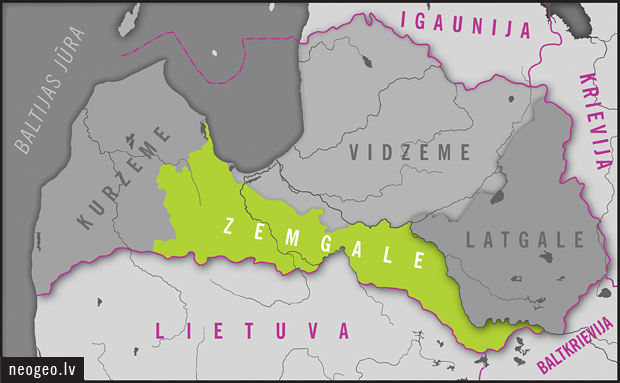 IGAUNIJA
BALTIJAS JŪRA
KRIEVIJA
KURZEME
VIDZEME
ZEMGALE
LATGALE
LIETUVA
BALTKRIEVIJA
neogeo.lv